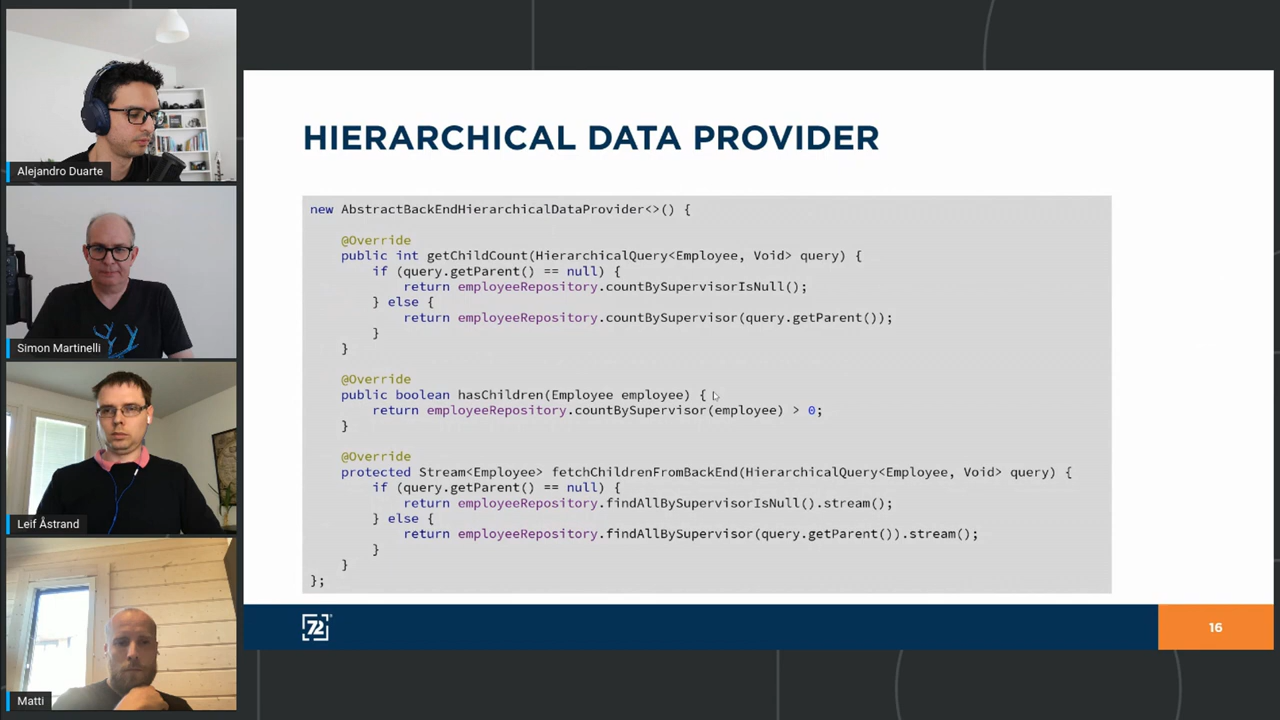 Alejandro Duarte
Simon Martinelli
Leif Åstrand
Matti
HIERARCHICAL DATA PROVIDER
new AbstractBackEndHierarchicalDataProvider<>() {
@Override
public int getChildCount(HierarchicalQuery<Employee, Void> query) {
if (query.getParent() == null) {
return employeeRepository.countBySupervisorIsNull();
} else {
return employeeRepository.countBySupervisor(query.getParent());
}
}
@Override
public boolean hasChildren(Employee employee) {
return employeeRepository.countBySupervisor(employee) > 0;
}
@Override
protected Stream<Employee> fetchChildrenFromBackEnd(HierarchicalQuery<Employee, Void> query) {
if (query.getParent() == null) {
return employeeRepository.findAllBySupervisorIsNull().stream();
} else {
return employeeRepository.findAllBySupervisor(query.getParent()).stream();
}
}
};
72
16